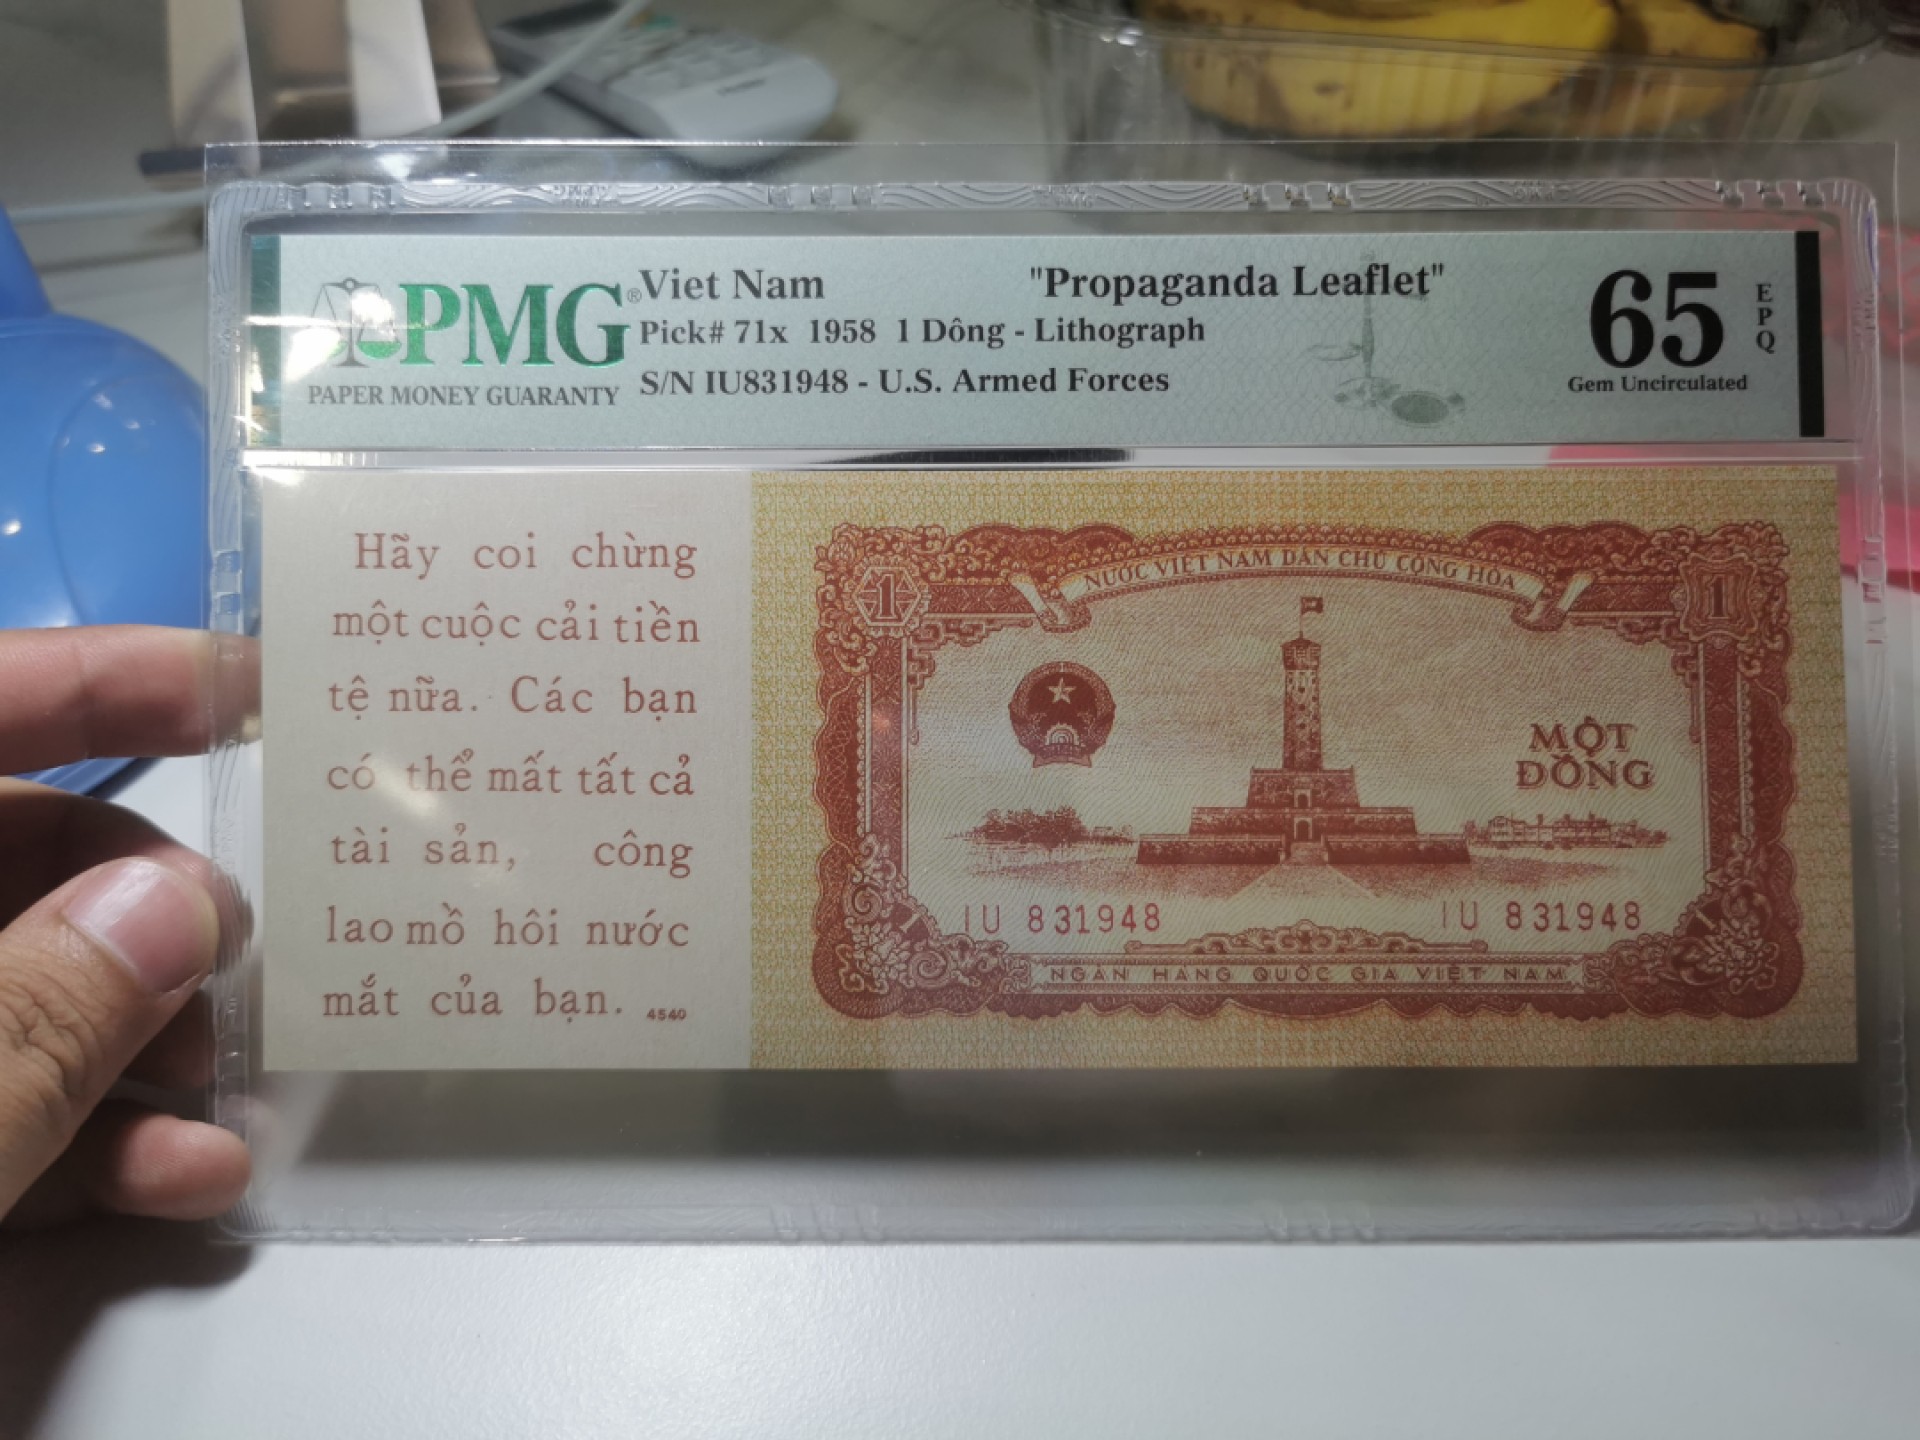 PMG®
PAPER MONEY GUARANTY
Viet Nam "Propaganda Leaflet"
Pick# 71x 1958 1 Dông - Lithograph
S/N IU831948 - U.S. Armed Forces
65
EPQ
Gem Uncirculated
Hãy coi chừng
một cuộc cải tiền
tệ nữa. Các bạn
có thể mất tất cả
tài sản, công
lao mồ hôi nước
mắt của bạn. 4540
NƯỚC VIỆT NAM DÂN CHỦ CỘNG HÒA
1 1
MỘT
ĐỒNG
IU 831948 IU 831948
NGÂN HÀNG QUỐC GIA VIỆT NAM